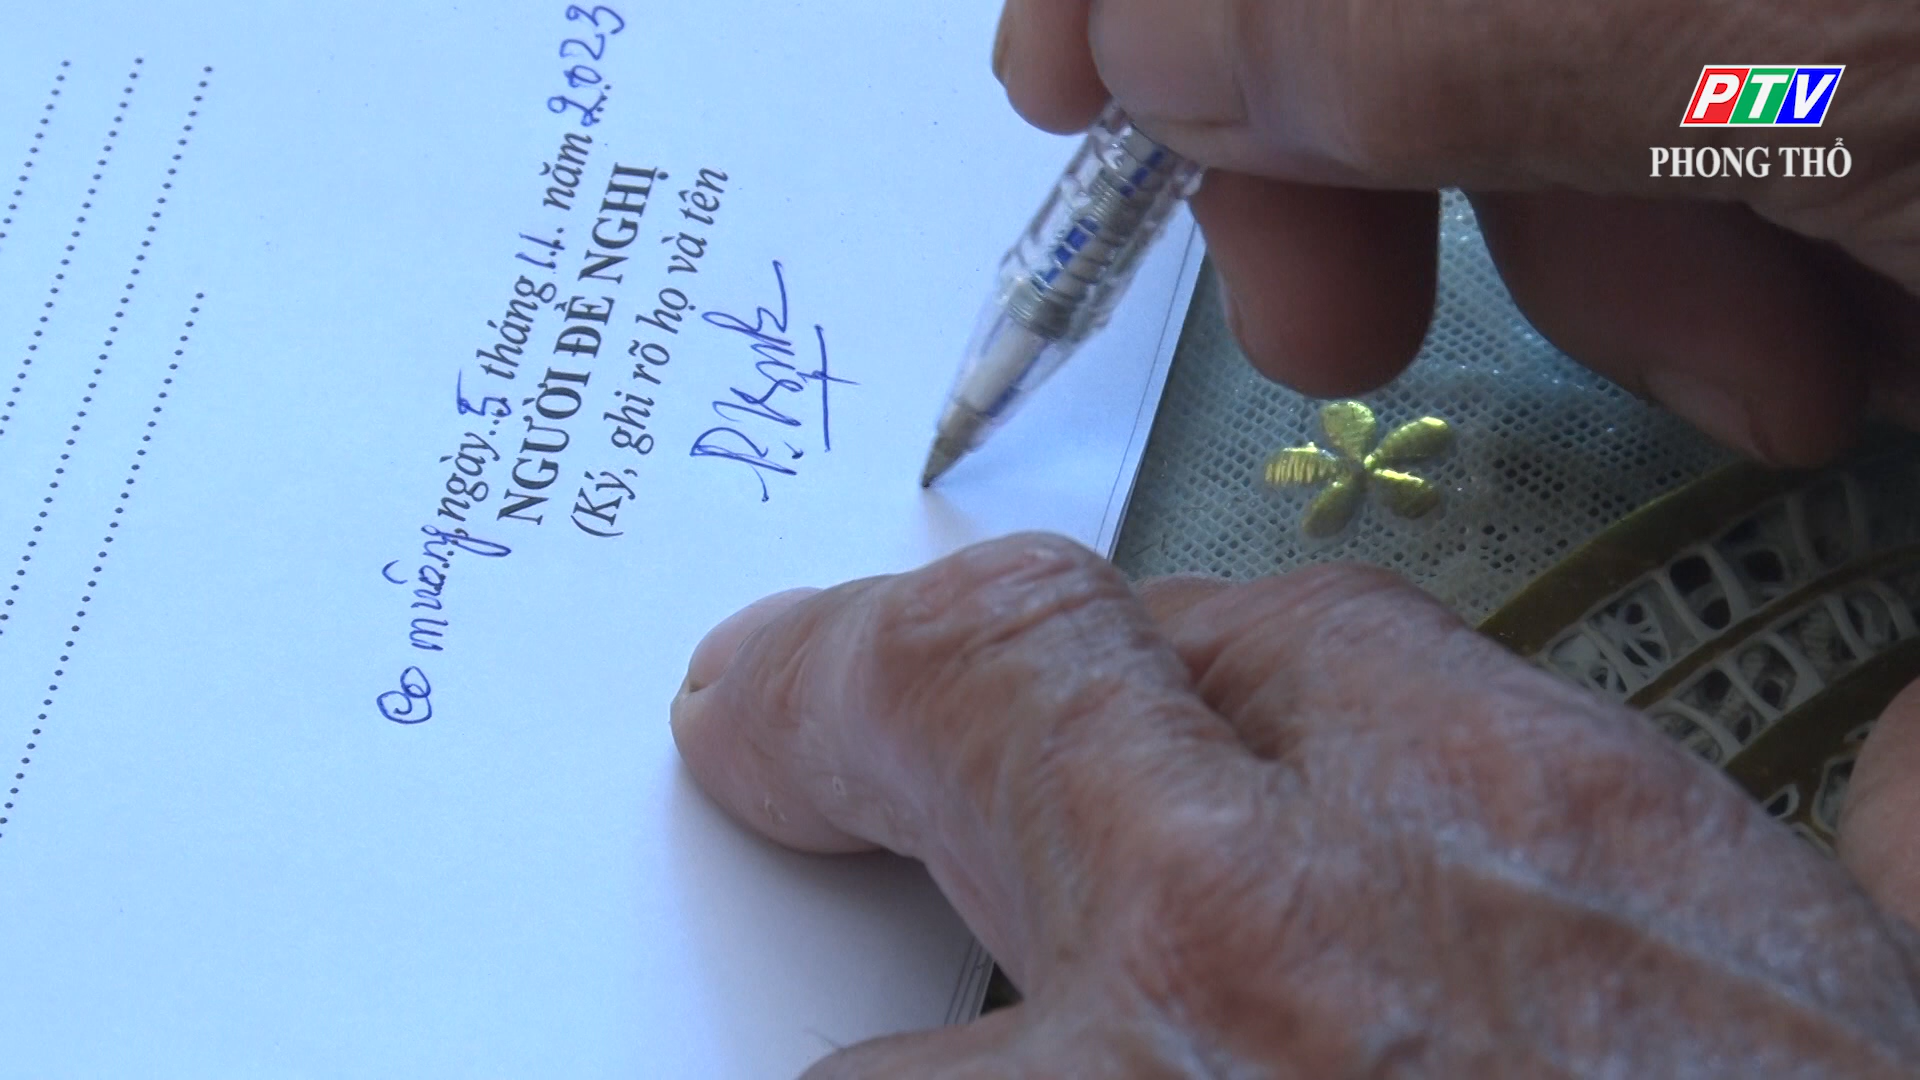 PTV
PHONG THỔ
mường, ngày 5 tháng 11 năm 2023
NGƯỜI ĐỀ NGHỊ
(Ký, ghi rõ họ và tên